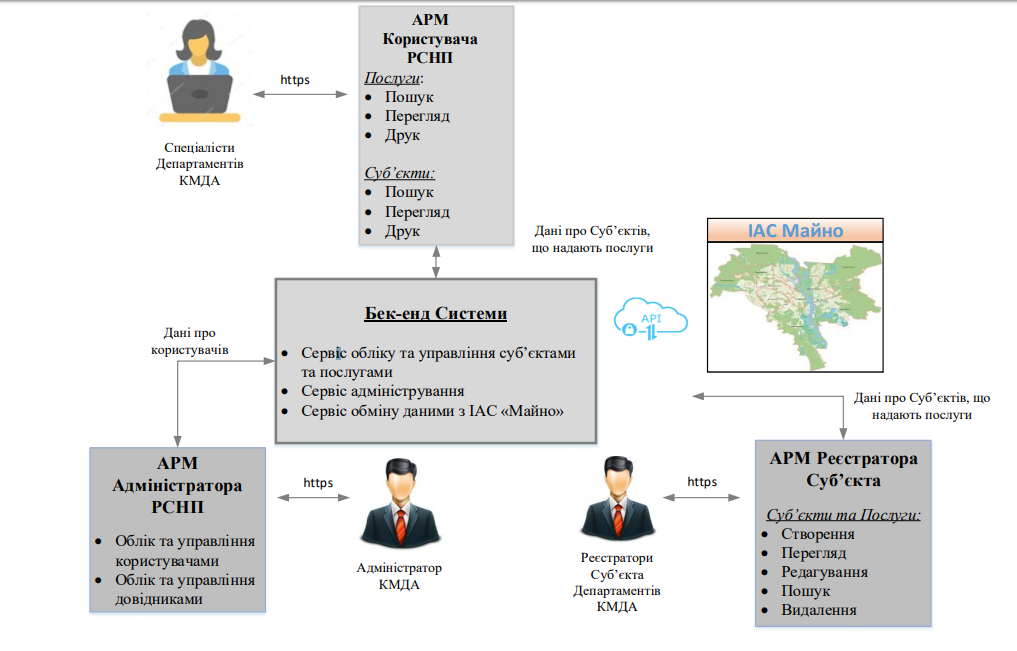 АРМ
Користувача
РСНП
Послуги:
• Пошук
• Перегляд
• Друк
Суб’єкти:
• Пошук
• Перегляд
• Друк
https
Спеціалісти
Департаментів
КМДА
Дані про Суб’єктів,
що надають послуги
ІАС Майно
API
Бек-енд Системи
• Сервіс обліку та управління суб’єктами
та послугами
• Сервіс адміністрування
• Сервіс обміну даними з ІАС «Майно»
Дані про
користувачів
Дані про Суб’єктів, що
надають послуги
АРМ
Адміністратора
РСНП
• Облік та управління
користувачами
• Облік та управління
довідниками
https
Адміністратор
КМДА
Реєстратори
Суб’єкта
Департаментів
КМДА
https
АРМ Реєстратора
Суб’єкта
Суб’єкти та Послуги:
• Створення
• Перегляд
• Редагування
• Пошук
• Видалення